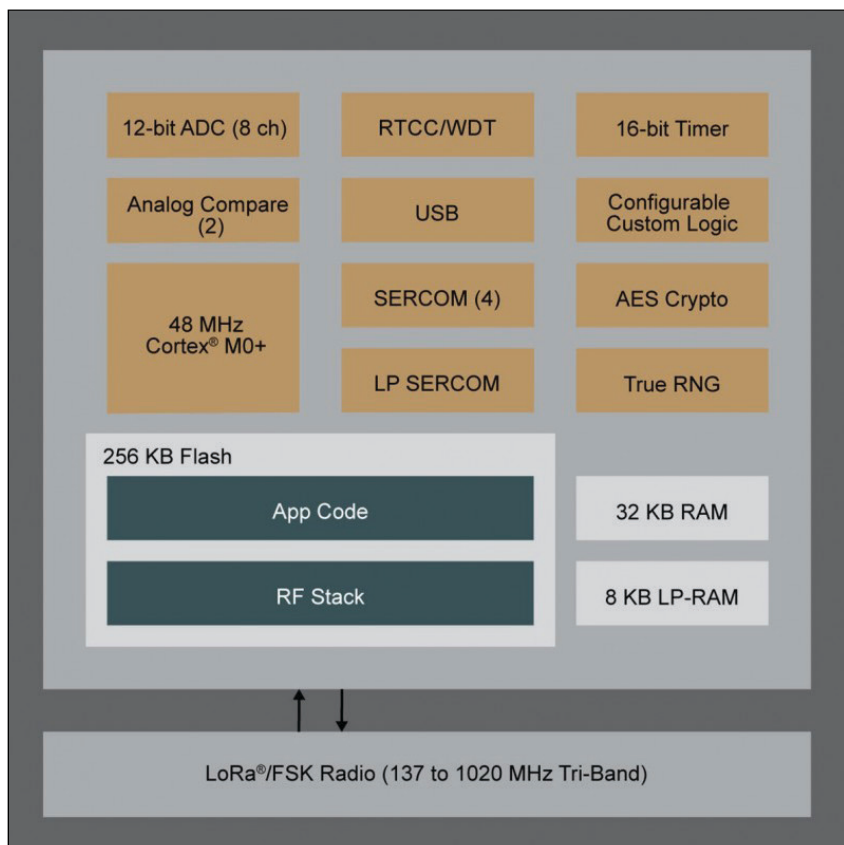 12-bit ADC (8 ch)
RTCC/WDT
16-bit Timer
Analog Compare
(2)
USB
Configurable
Custom Logic
48 MHz
Cortex® M0+
SERCOM (4)
AES Crypto
LP SERCOM
True RNG
256 KB Flash
App Code
32 KB RAM
RF Stack
8 KB LP-RAM
LoRa®/FSK Radio (137 to 1020 MHz Tri-Band)